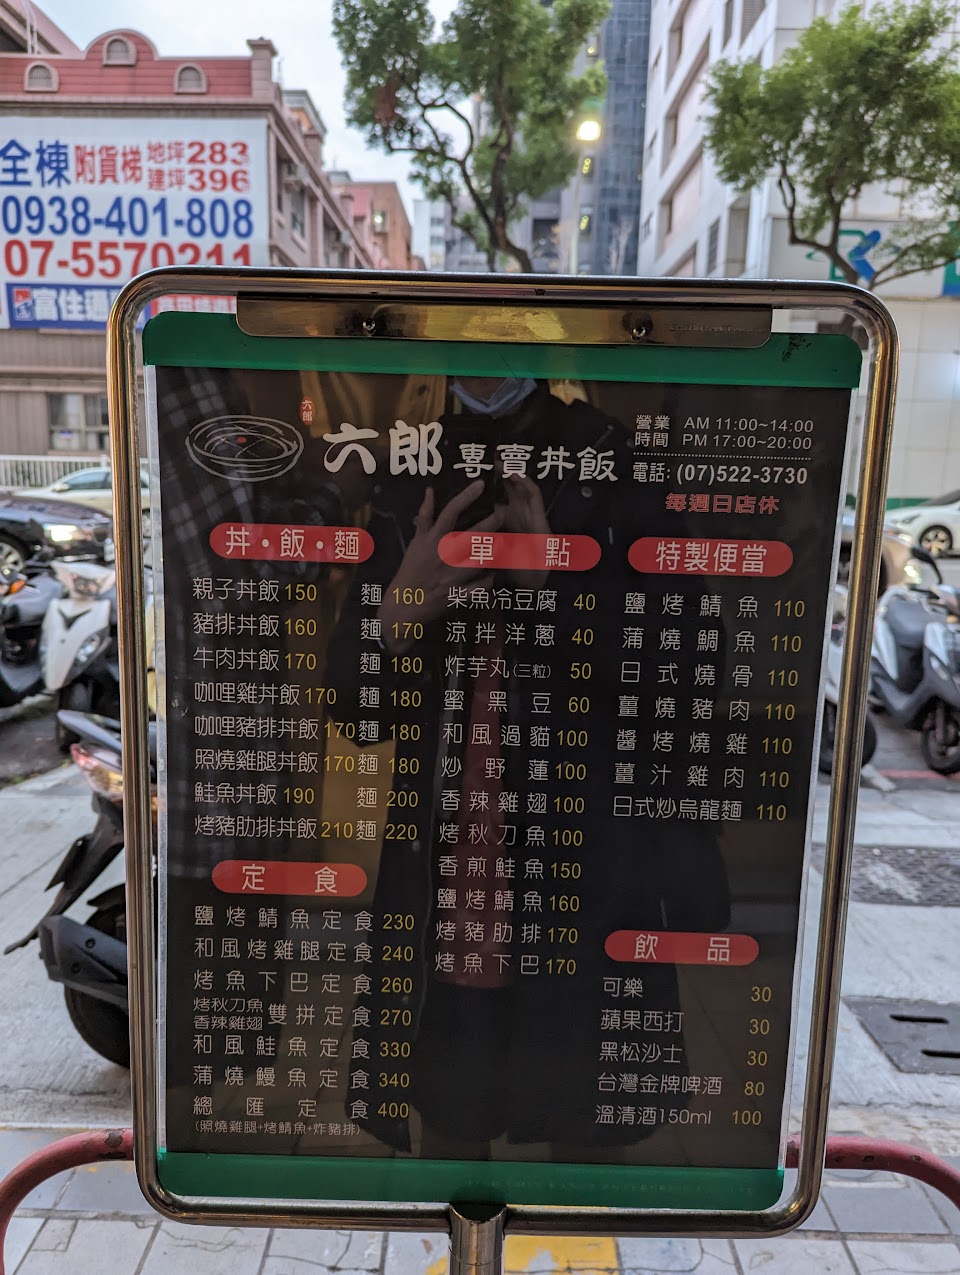 全棟 附貨梯 地坪283
建坪396
0938-401-808
07-5570211
富住通
六郎
六郎 専賣丼飯
營業時間 AM 11:00~14:00
PM 17:00~20:00
電話: (07)522-3730
每週日店休
丼・飯・麵
親子丼飯 150 麵 160
豬排丼飯 160 麵 170
牛肉丼飯 170 麵 180
咖哩雞丼飯 170 麵 180
咖哩豬排丼飯 170 麵 180
照燒雞腿丼飯 170 麵 180
鮭魚丼飯 190 麵 200
烤豬肋排丼飯 210 麵 220
定食
鹽烤鯖魚定食 230
和風烤雞腿定食 240
烤魚下巴定食 260
烤秋刀魚香辣雞翅 雙拼定食 270
和風鮭魚定食 330
蒲燒鰻魚定食 340
總匯定食 400
(照燒雞腿+烤鯖魚+炸豬排)
單點
柴魚冷豆腐 40
涼拌洋蔥 40
炸芋丸(三粒) 50
蜜黑豆 60
和風過貓 100
炒野蓮 100
香辣雞翅 100
烤秋刀魚 100
香煎鮭魚 150
鹽烤鯖魚 160
烤豬肋排 170
烤魚下巴 170
特製便當
鹽烤鯖魚 110
蒲燒鯛魚 110
日式燒骨 110
薑燒豬肉 110
醬烤燒雞 110
薑汁雞肉 110
日式炒烏龍麵 110
飲品
可樂 30
蘋果西打 30
黑松沙士 30
台灣金牌啤酒 80
溫清酒150ml 100